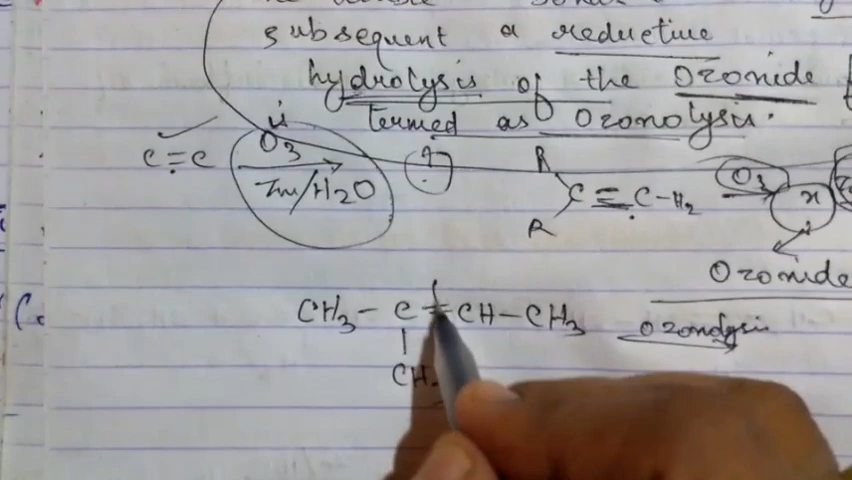 subsequent a reductive
hydrolysis of the Ozonide
is termed as Ozonolysis.
C=C O3 Zn/H2O ? R R C=C-H2 O3 x
Ozonide
CH3-C=CH-CH3 Ozonolysis
CH